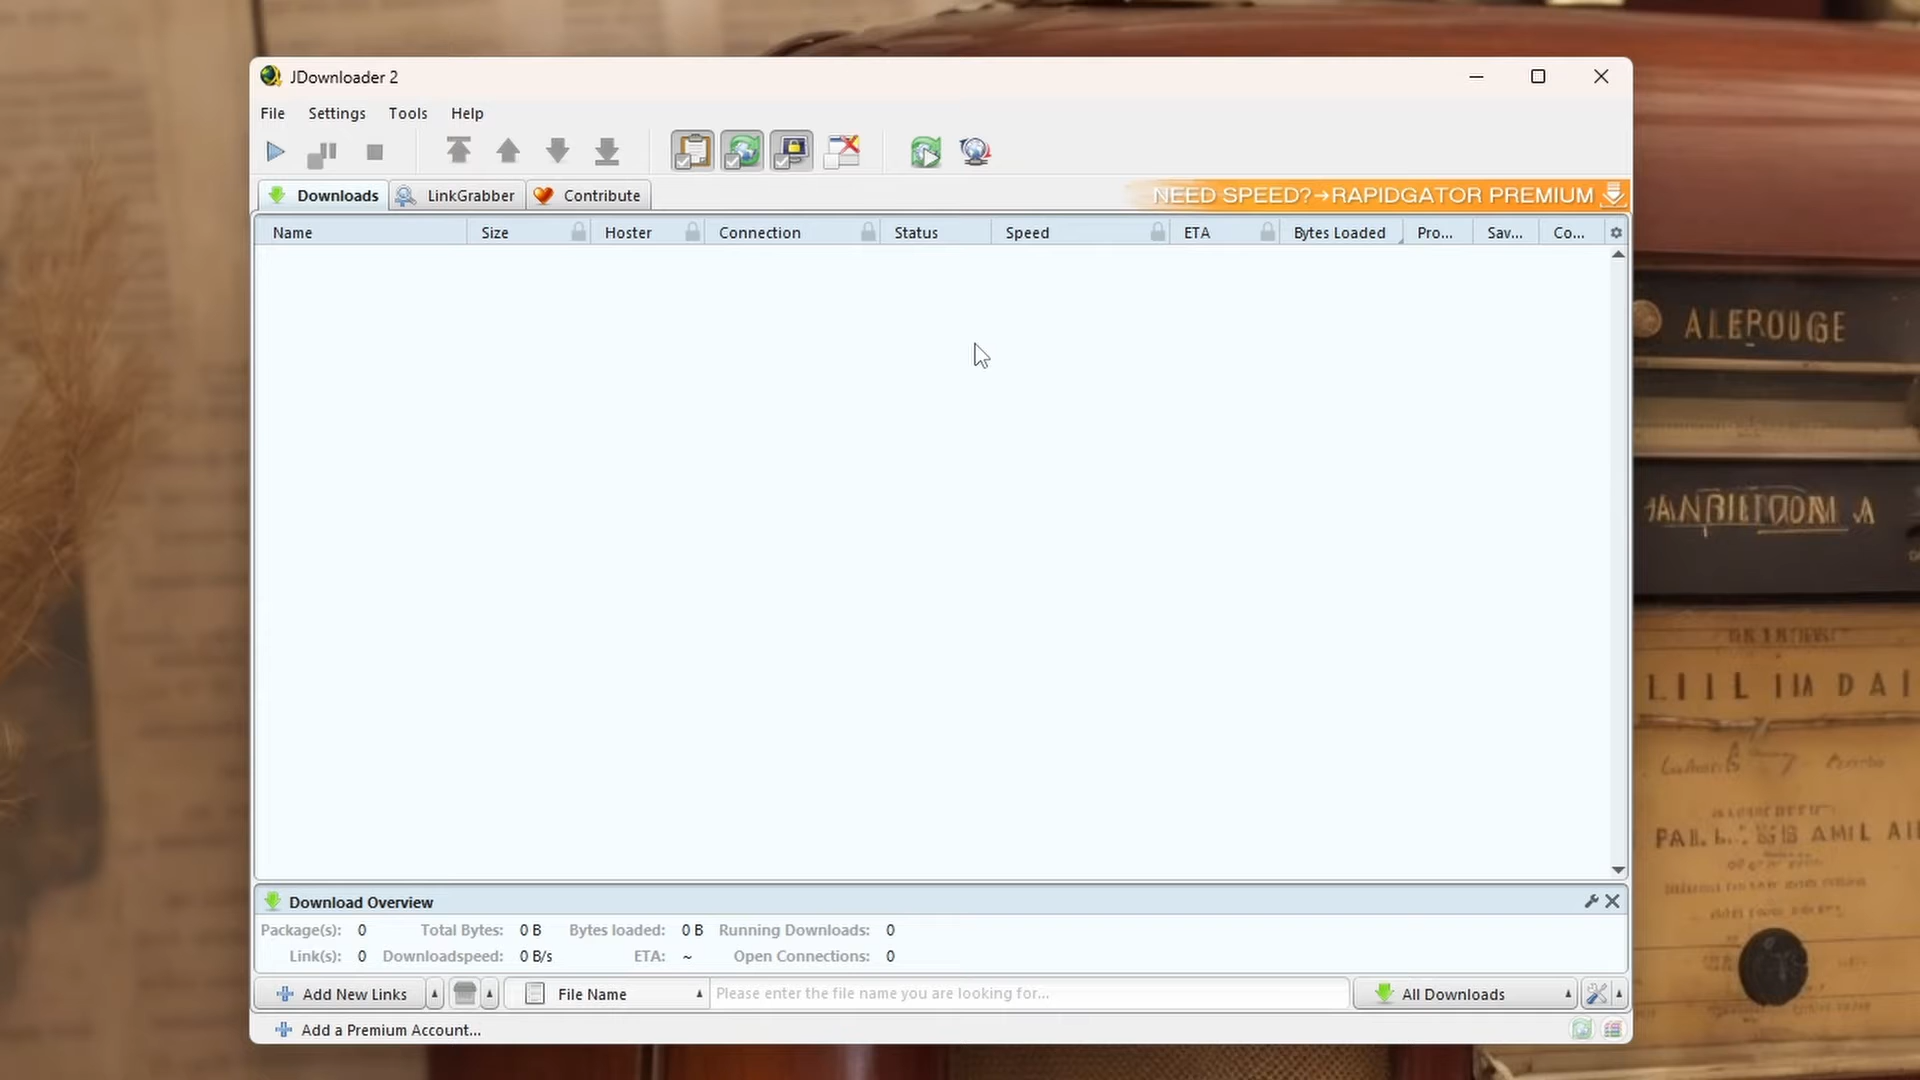 JDownloader 2
File Settings Tools Help
Downloads LinkGrabber Contribute NEED SPEED?→RAPIDGATOR PREMIUM
Name Size Hoster Connection Status Speed ETA Bytes Loaded Pro... Sav... Co...
ALEROUGE
Download Overview
Package(s): 0 Total Bytes: 0 B Bytes loaded: 0 B Running Downloads: 0
Link(s): 0 Downloadspeed: 0 B/s ETA: ~ Open Connections: 0
Add New Links File Name Please enter the file name you are looking for... All Downloads
Add a Premium Account...